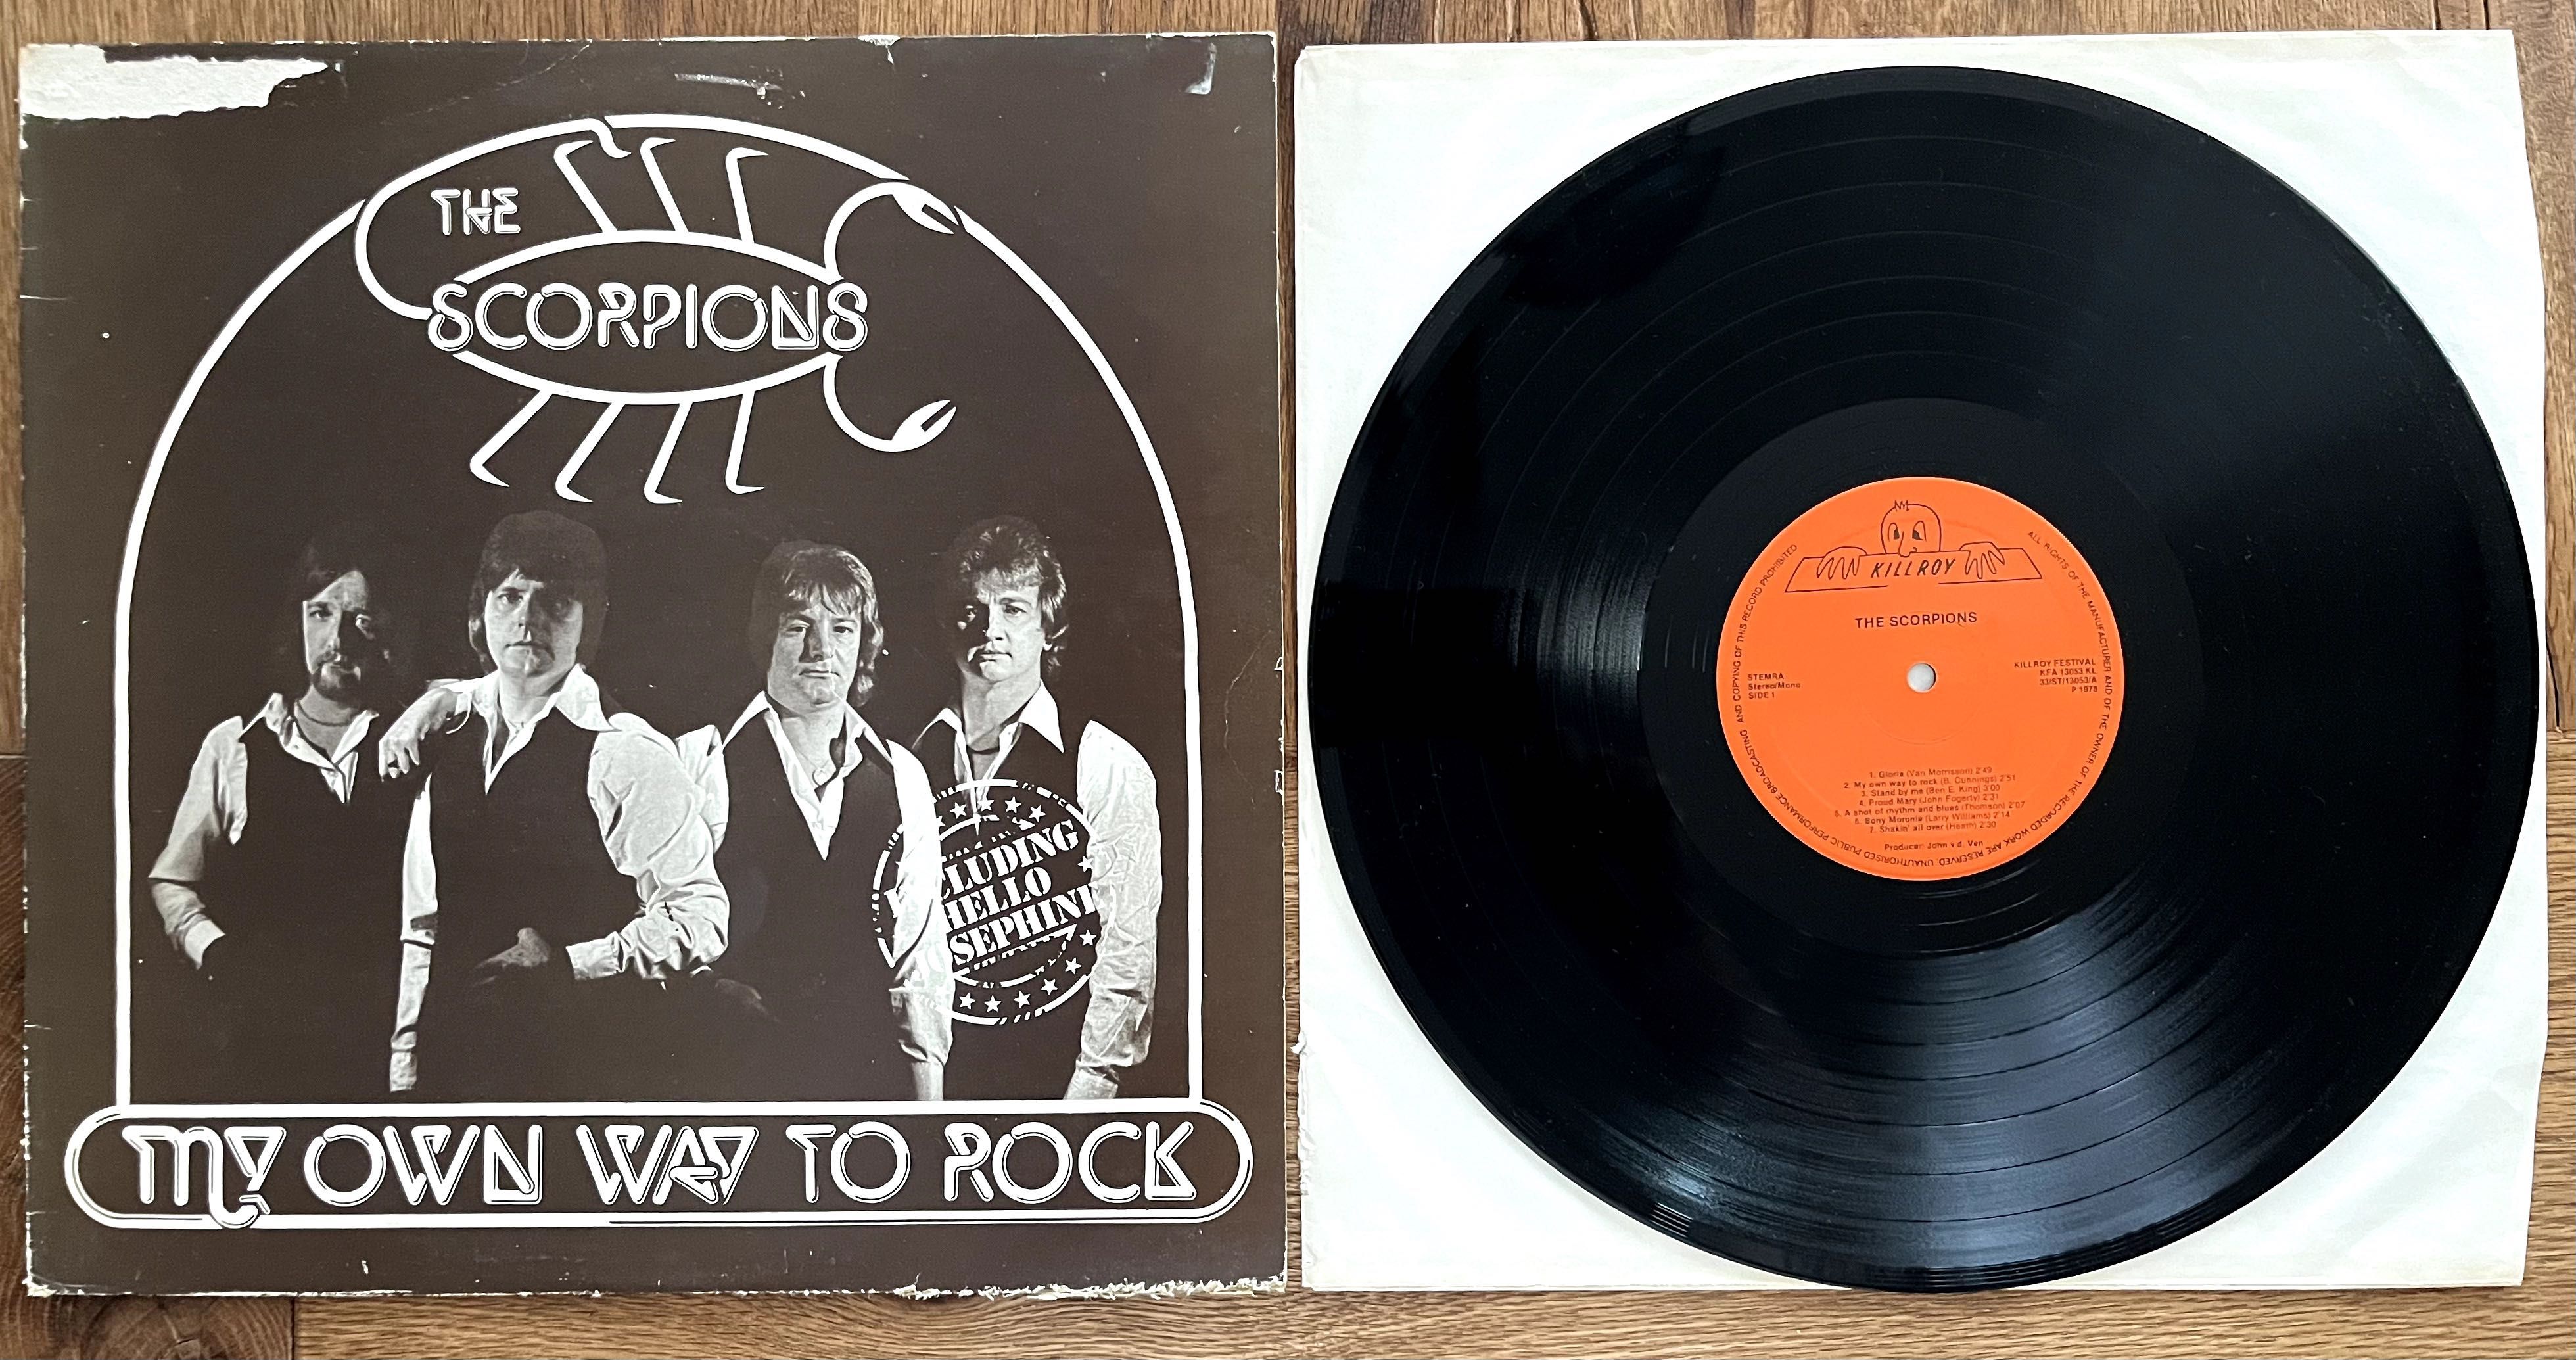 THE
SCORPIONS
INCLUDING
HELLO
JOSEPHINE
MY OWN WAY TO ROCK
KILLROY
THE SCORPIONS
STEMRA
Stereo/Mono
SIDE 1
KILLROY FESTIVAL
KFA 13053 KL
33/ST/13053/A
P 1978
1. Gloria (Van Morrisson) 2'49
2. My own way to rock (B. Cunnings) 2'51
3. Stand by me (Ben E. King) 3'00
4. Proud Mary (John Fogerty) 2'31
5. A shot of rhythm and blues (Thomson) 2'07
6. Bony Moronie (Larry Williams) 2'14
7. Shakin' all over (Heath) 2'30
Producer: John v.d. Ven
ALL RIGHTS OF THE MANUFACTURER AND OF THE OWNER OF THE RECORDED WORK ARE RESERVED. UNAUTHORISED PUBLIC PERFORMANCE BROADCASTING AND COPYING OF THIS RECORD PROHIBITED